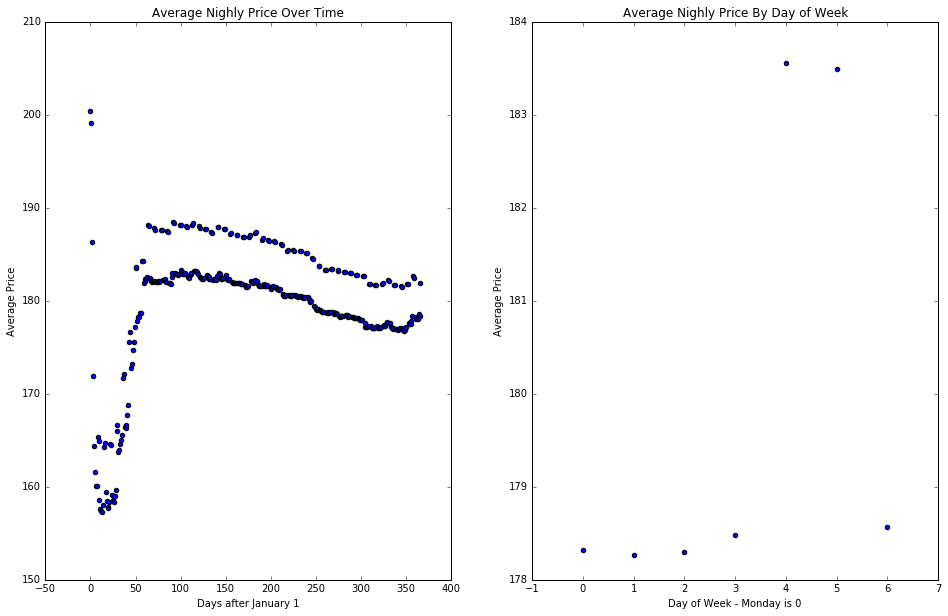 Average Nighly Price Over Time
210
200
190
180
170
160
150
Average Price
−50 0 50 100 150 200 250 300 350 400
Days after January 1
Average Nighly Price By Day of Week
184
183
182
181
180
179
178
Average Price
−1 0 1 2 3 4 5 6 7
Day of Week - Monday is 0